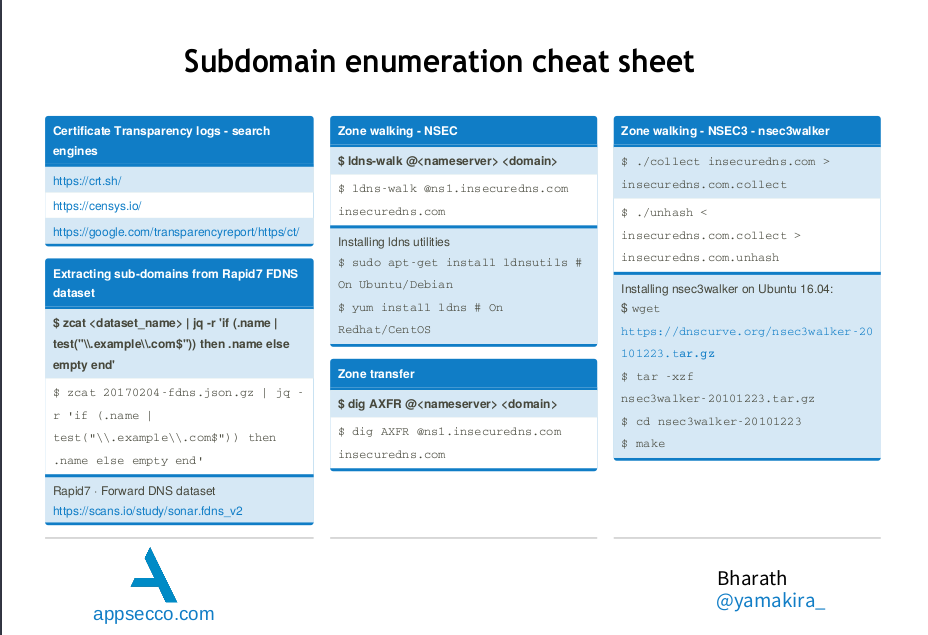 Subdomain enumeration cheat sheet
Certificate Transparency logs - search
engines
https://crt.sh/
https://censys.io/
https://google.com/transparencyreport/https/ct/
Extracting sub-domains from Rapid7 FDNS
dataset
$ zcat <dataset_name> | jq -r 'if (.name |
test("\\.example\\.com$")) then .name else
empty end'
$ zcat 20170204-fdns.json.gz | jq -
r 'if (.name |
test("\\.example\\.com$")) then
.name else empty end'
Rapid7 · Forward DNS dataset
https://scans.io/study/sonar.fdns_v2
Zone walking - NSEC
$ ldns-walk @<nameserver> <domain>
$ ldns-walk @ns1.insecuredns.com
insecuredns.com
Installing ldns utilities
$ sudo apt-get install ldnsutils #
On Ubuntu/Debian
$ yum install ldns # On
Redhat/CentOS
Zone transfer
$ dig AXFR @<nameserver> <domain>
$ dig AXFR @ns1.insecuredns.com
insecuredns.com
Zone walking - NSEC3 - nsec3walker
$ ./collect insecuredns.com >
insecuredns.com.collect
$ ./unhash <
insecuredns.com.collect >
insecuredns.com.unhash
Installing nsec3walker on Ubuntu 16.04:
$ wget
https://dnscurve.org/nsec3walker-20
101223.tar.gz
$ tar -xzf
nsec3walker-20101223.tar.gz
$ cd nsec3walker-20101223
$ make
appsecco.com
Bharath
@yamakira_